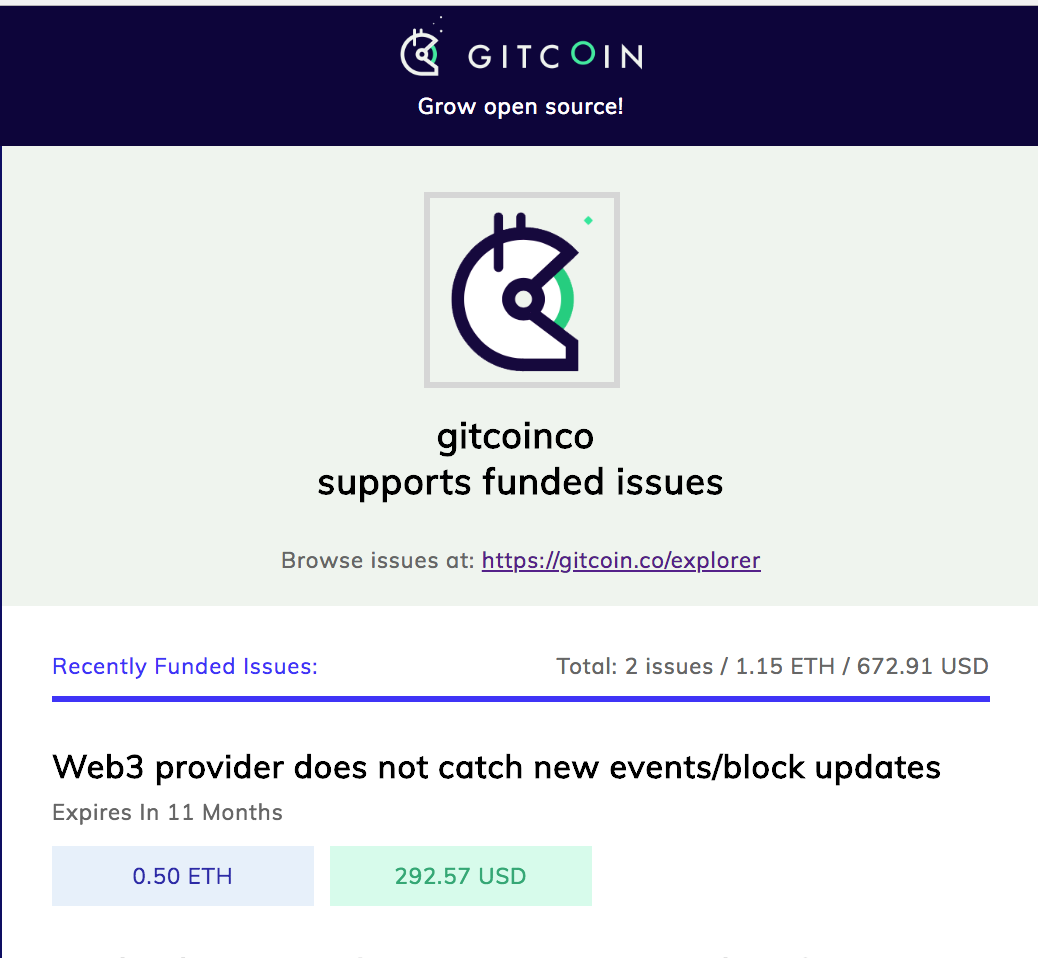 GITCOIN
Grow open source!
gitcoinco
supports funded issues
Browse issues at: https://gitcoin.co/explorer
Recently Funded Issues: Total: 2 issues / 1.15 ETH / 672.91 USD
Web3 provider does not catch new events/block updates
Expires In 11 Months
0.50 ETH 292.57 USD